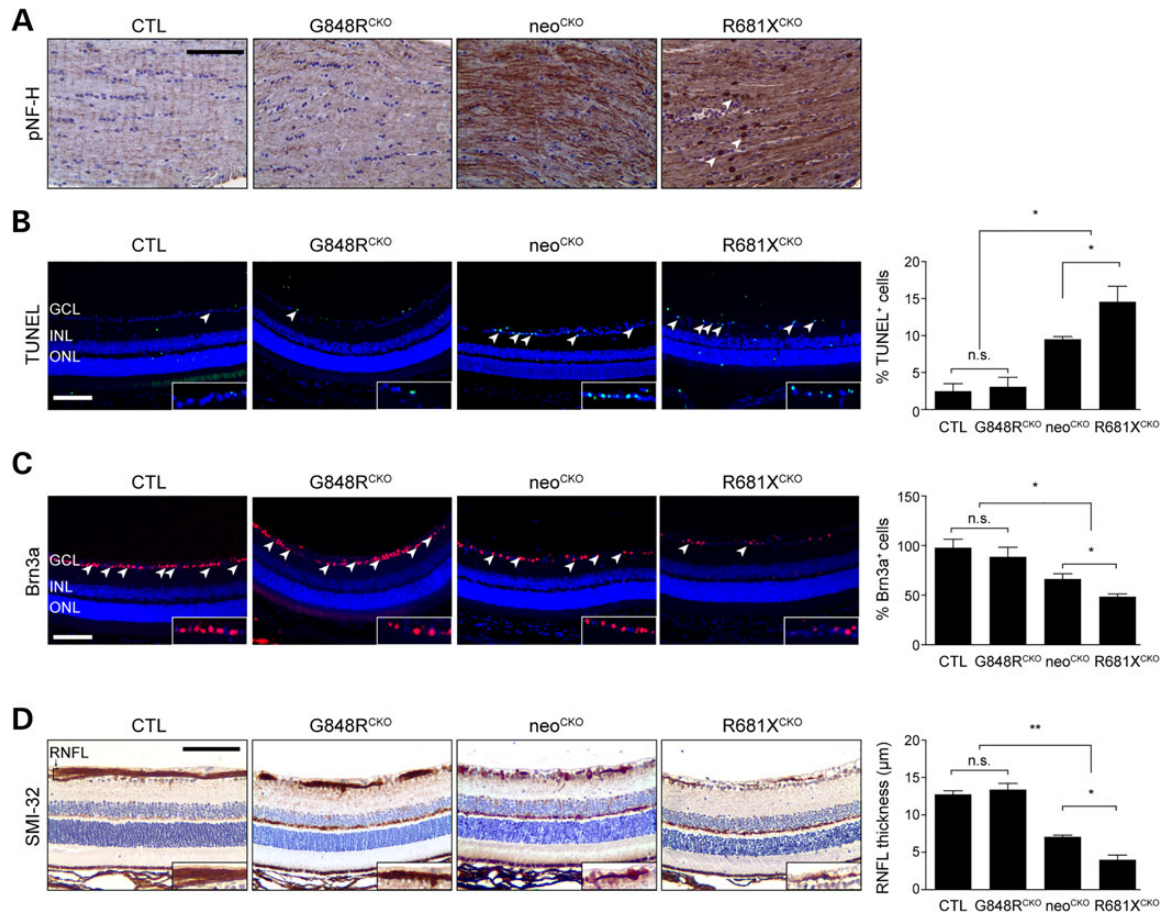 A
CTL G848R^CKO neo^CKO R681X^CKO
pNF-H
B
CTL G848R^CKO neo^CKO R681X^CKO
TUNEL
GCL
INL
ONL
% TUNEL+ cells
20
15
10
5
0
n.s.
*
*
CTL G848R^CKO neo^CKO R681X^CKO
C
CTL G848R^CKO neo^CKO R681X^CKO
Brn3a
GCL
INL
ONL
% Brn3a+ cells
150
100
50
0
n.s.
*
*
CTL G848R^CKO neo^CKO R681X^CKO
D
CTL G848R^CKO neo^CKO R681X^CKO
SMI-32
RNFL
RNFL thickness (μm)
20
15
10
5
0
n.s.
**
*
CTL G848R^CKO neo^CKO R681X^CKO